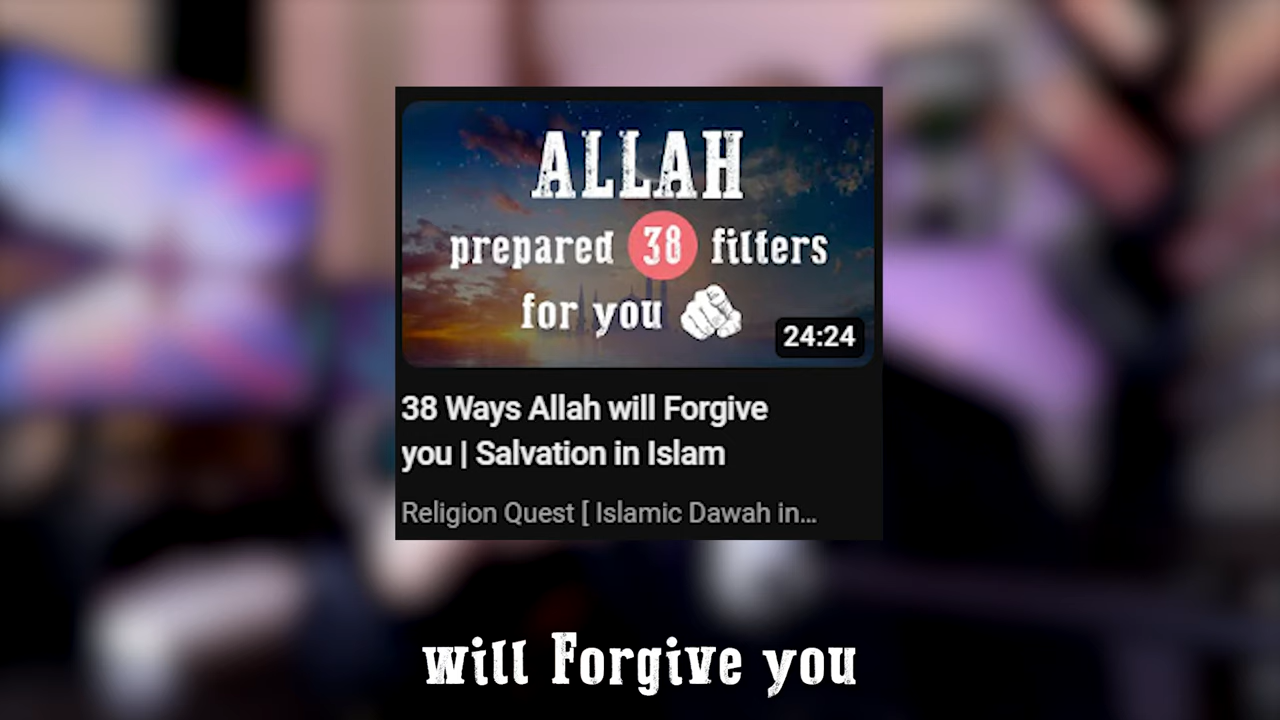 ALLAH
prepared 38 filters
for you
24:24
38 Ways Allah will Forgive
you | Salvation in Islam
Religion Quest [ Islamic Dawah in...
will Forgive you